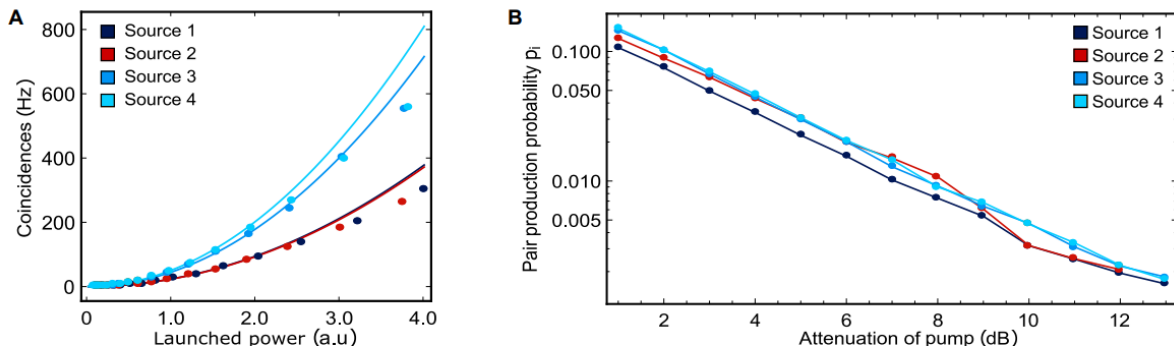 A
Coincidences (Hz)
800
600
400
200
0
Source 1
Source 2
Source 3
Source 4
0 1.0 2.0 3.0 4.0
Launched power (a.u)
B
Pair production probability pᵢ
0.100
0.050
0.010
0.005
Source 1
Source 2
Source 3
Source 4
2 4 6 8 10 12
Attenuation of pump (dB)